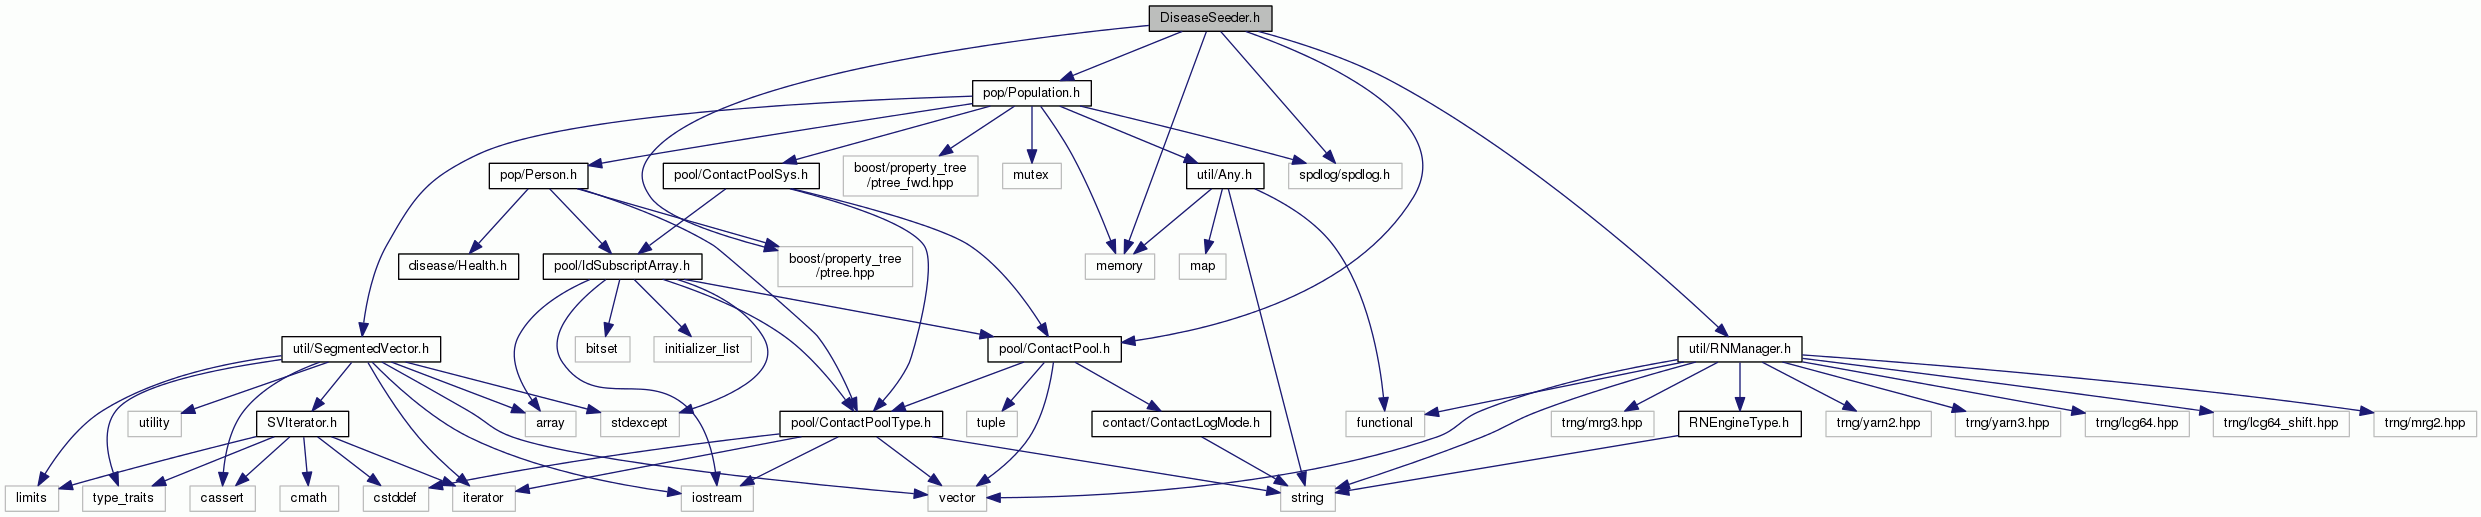 DiseaseSeeder.h
pop/Population.h
pop/Person.h
pool/ContactPoolSys.h
boost/property_tree
/ptree_fwd.hpp
mutex
util/Any.h
spdlog/spdlog.h
disease/Health.h
pool/IdSubscriptArray.h
boost/property_tree
/ptree.hpp
memory
map
util/SegmentedVector.h
bitset
initializer_list
pool/ContactPool.h
util/RNManager.h
utility
SVIterator.h
array
stdexcept
pool/ContactPoolType.h
tuple
contact/ContactLogMode.h
functional
trng/mrg3.hpp
RNEngineType.h
trng/yarn2.hpp
trng/yarn3.hpp
trng/lcg64.hpp
trng/lcg64_shift.hpp
trng/mrg2.hpp
limits
type_traits
cassert
cmath
cstddef
iterator
iostream
vector
string